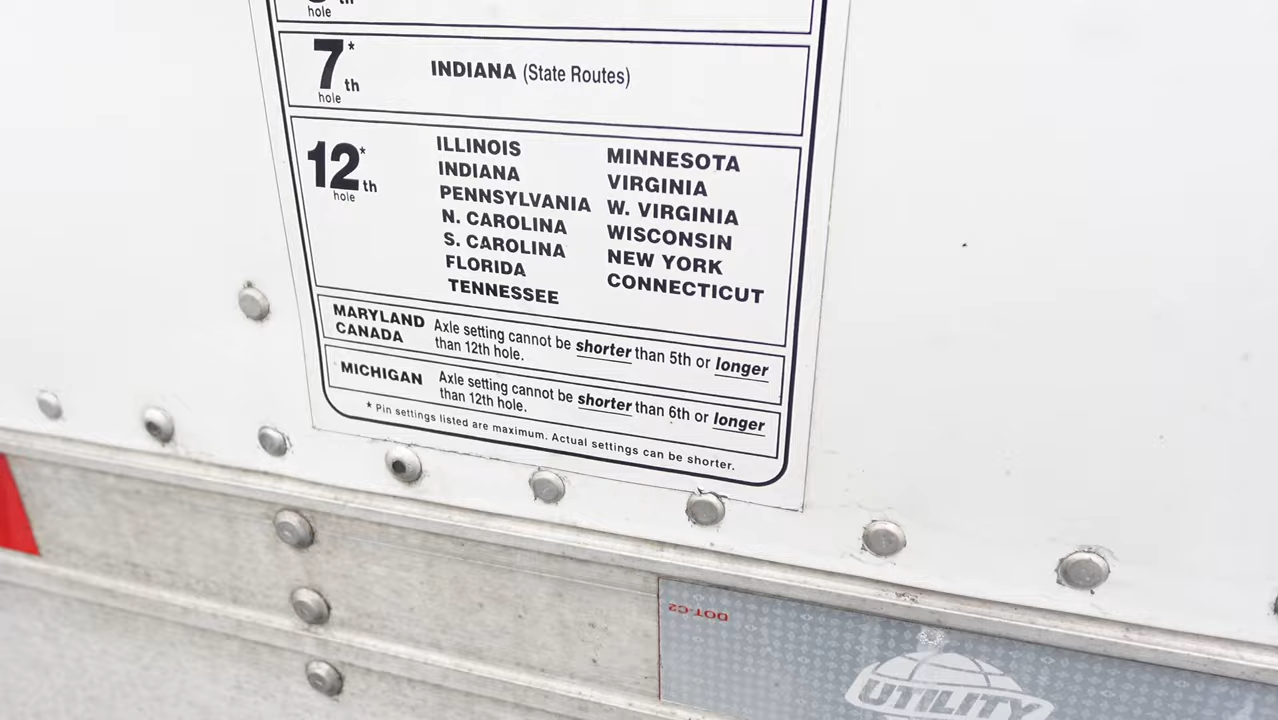 th
hole
7*th
hole
INDIANA (State Routes)
12*th
hole
ILLINOIS
INDIANA
PENNSYLVANIA
N. CAROLINA
S. CAROLINA
FLORIDA
TENNESSEE
MINNESOTA
VIRGINIA
W. VIRGINIA
WISCONSIN
NEW YORK
CONNECTICUT
MARYLAND
CANADA
Axle setting cannot be shorter than 5th or longer
than 12th hole.
MICHIGAN
Axle setting cannot be shorter than 6th or longer
than 12th hole.
* Pin settings listed are maximum. Actual settings can be shorter.
DOT-C2
UTILITY